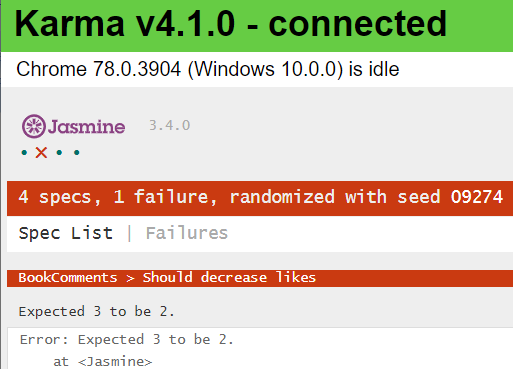 Karma v4.1.0 - connected
Chrome 78.0.3904 (Windows 10.0.0) is idle
Jasmine 3.4.0
4 specs, 1 failure, randomized with seed 09274
Spec List | Failures
BookComments > Should decrease likes
Expected 3 to be 2.
Error: Expected 3 to be 2.
at <Jasmine>